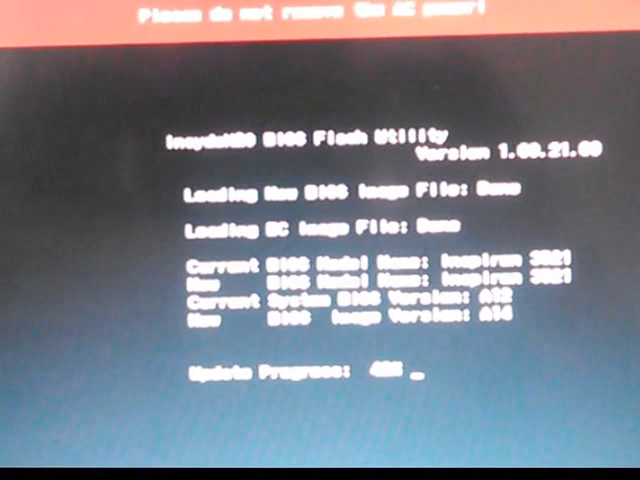 Please do not remove the AC power!
InsydeH2O BIOS Flash Utility
Version 1.00.21.00
Loading New BIOS Image File: Done
Loading EC Image File: Done
Current BIOS Model Name: Inspiron 3521
New BIOS Model Name: Inspiron 3521
Current System BIOS Version: A12
New BIOS Image Version: A14
Update Progress: